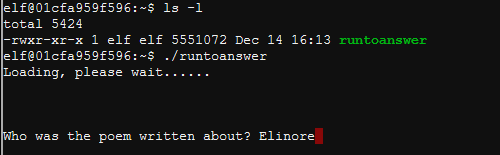 elf@01cfa959f596:~$ ls -l
total 5424
-rwxr-xr-x 1 elf elf 5551072 Dec 14 16:13 runtoanswer
elf@01cfa959f596:~$ ./runtoanswer
Loading, please wait......
Who was the poem written about? Elinore